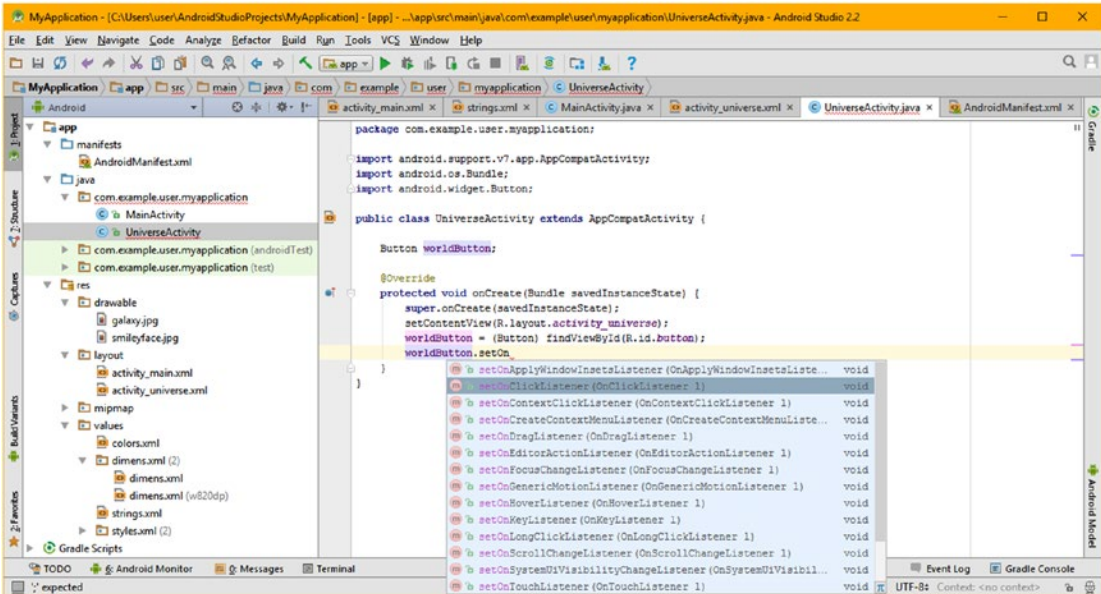 MyApplication - [C:\Users\user\AndroidStudioProjects\MyApplication] - [app] - ...\app\src\main\java\com\example\user\myapplication\UniverseActivity.java - Android Studio 2.2
File Edit View Navigate Code Analyze Refactor Build Run Tools VCS Window Help
app
?
MyApplication app src main java com example user myapplication UniverseActivity
Android
activity_main.xml × strings.xml × MainActivity.java × activity_universe.xml × UniverseActivity.java × AndroidManifest.xml ×
1: Project
2: Structure
Captures
Build Variants
2: Favorites
app
manifests
AndroidManifest.xml
java
com.example.user.myapplication
MainActivity
UniverseActivity
com.example.user.myapplication (androidTest)
com.example.user.myapplication (test)
res
drawable
galaxy.jpg
smileyface.jpg
layout
activity_main.xml
activity_universe.xml
mipmap
values
colors.xml
dimens.xml (2)
dimens.xml
dimens.xml (w820dp)
strings.xml
styles.xml (2)
Gradle Scripts
package com.example.user.myapplication;
import android.support.v7.app.AppCompatActivity;
import android.os.Bundle;
import android.widget.Button;
public class UniverseActivity extends AppCompatActivity {
Button worldButton;
@Override
protected void onCreate(Bundle savedInstanceState) {
super.onCreate(savedInstanceState);
setContentView(R.layout.activity_universe);
worldButton = (Button) findViewById(R.id.button);
worldButton.setOn
}
}
setOnApplyWindowInsetsListener(OnApplyWindowInsetsListe... void
setOnClickListener(OnClickListener l) void
setOnContextClickListener(OnContextClickListener l) void
setOnCreateContextMenuListener(OnCreateContextMenuListe... void
setOnDragListener(OnDragListener l) void
setOnEditorActionListener(OnEditorActionListener l) void
setOnFocusChangeListener(OnFocusChangeListener l) void
setOnGenericMotionListener(OnGenericMotionListener l) void
setOnHoverListener(OnHoverListener l) void
setOnKeyListener(OnKeyListener l) void
setOnLongClickListener(OnLongClickListener l) void
setOnScrollChangeListener(OnScrollChangeListener l) void
setOnSystemUiVisibilityChangeListener(OnSystemUiVisibil... void
setOnTouchListener(OnTouchListener l) void π
Gradle
Android Model
TODO 6: Android Monitor 0: Messages Terminal Event Log Gradle Console
';' expected UTF-8 Context: <no context>